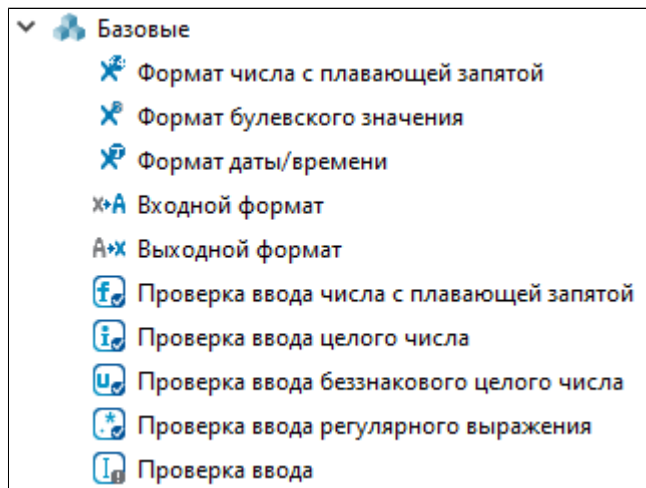 Базовые
Формат числа с плавающей запятой
Формат булевского значения
Формат даты/времени
Входной формат
Выходной формат
Проверка ввода числа с плавающей запятой
Проверка ввода целого числа
Проверка ввода беззнакового целого числа
Проверка ввода регулярного выражения
Проверка ввода